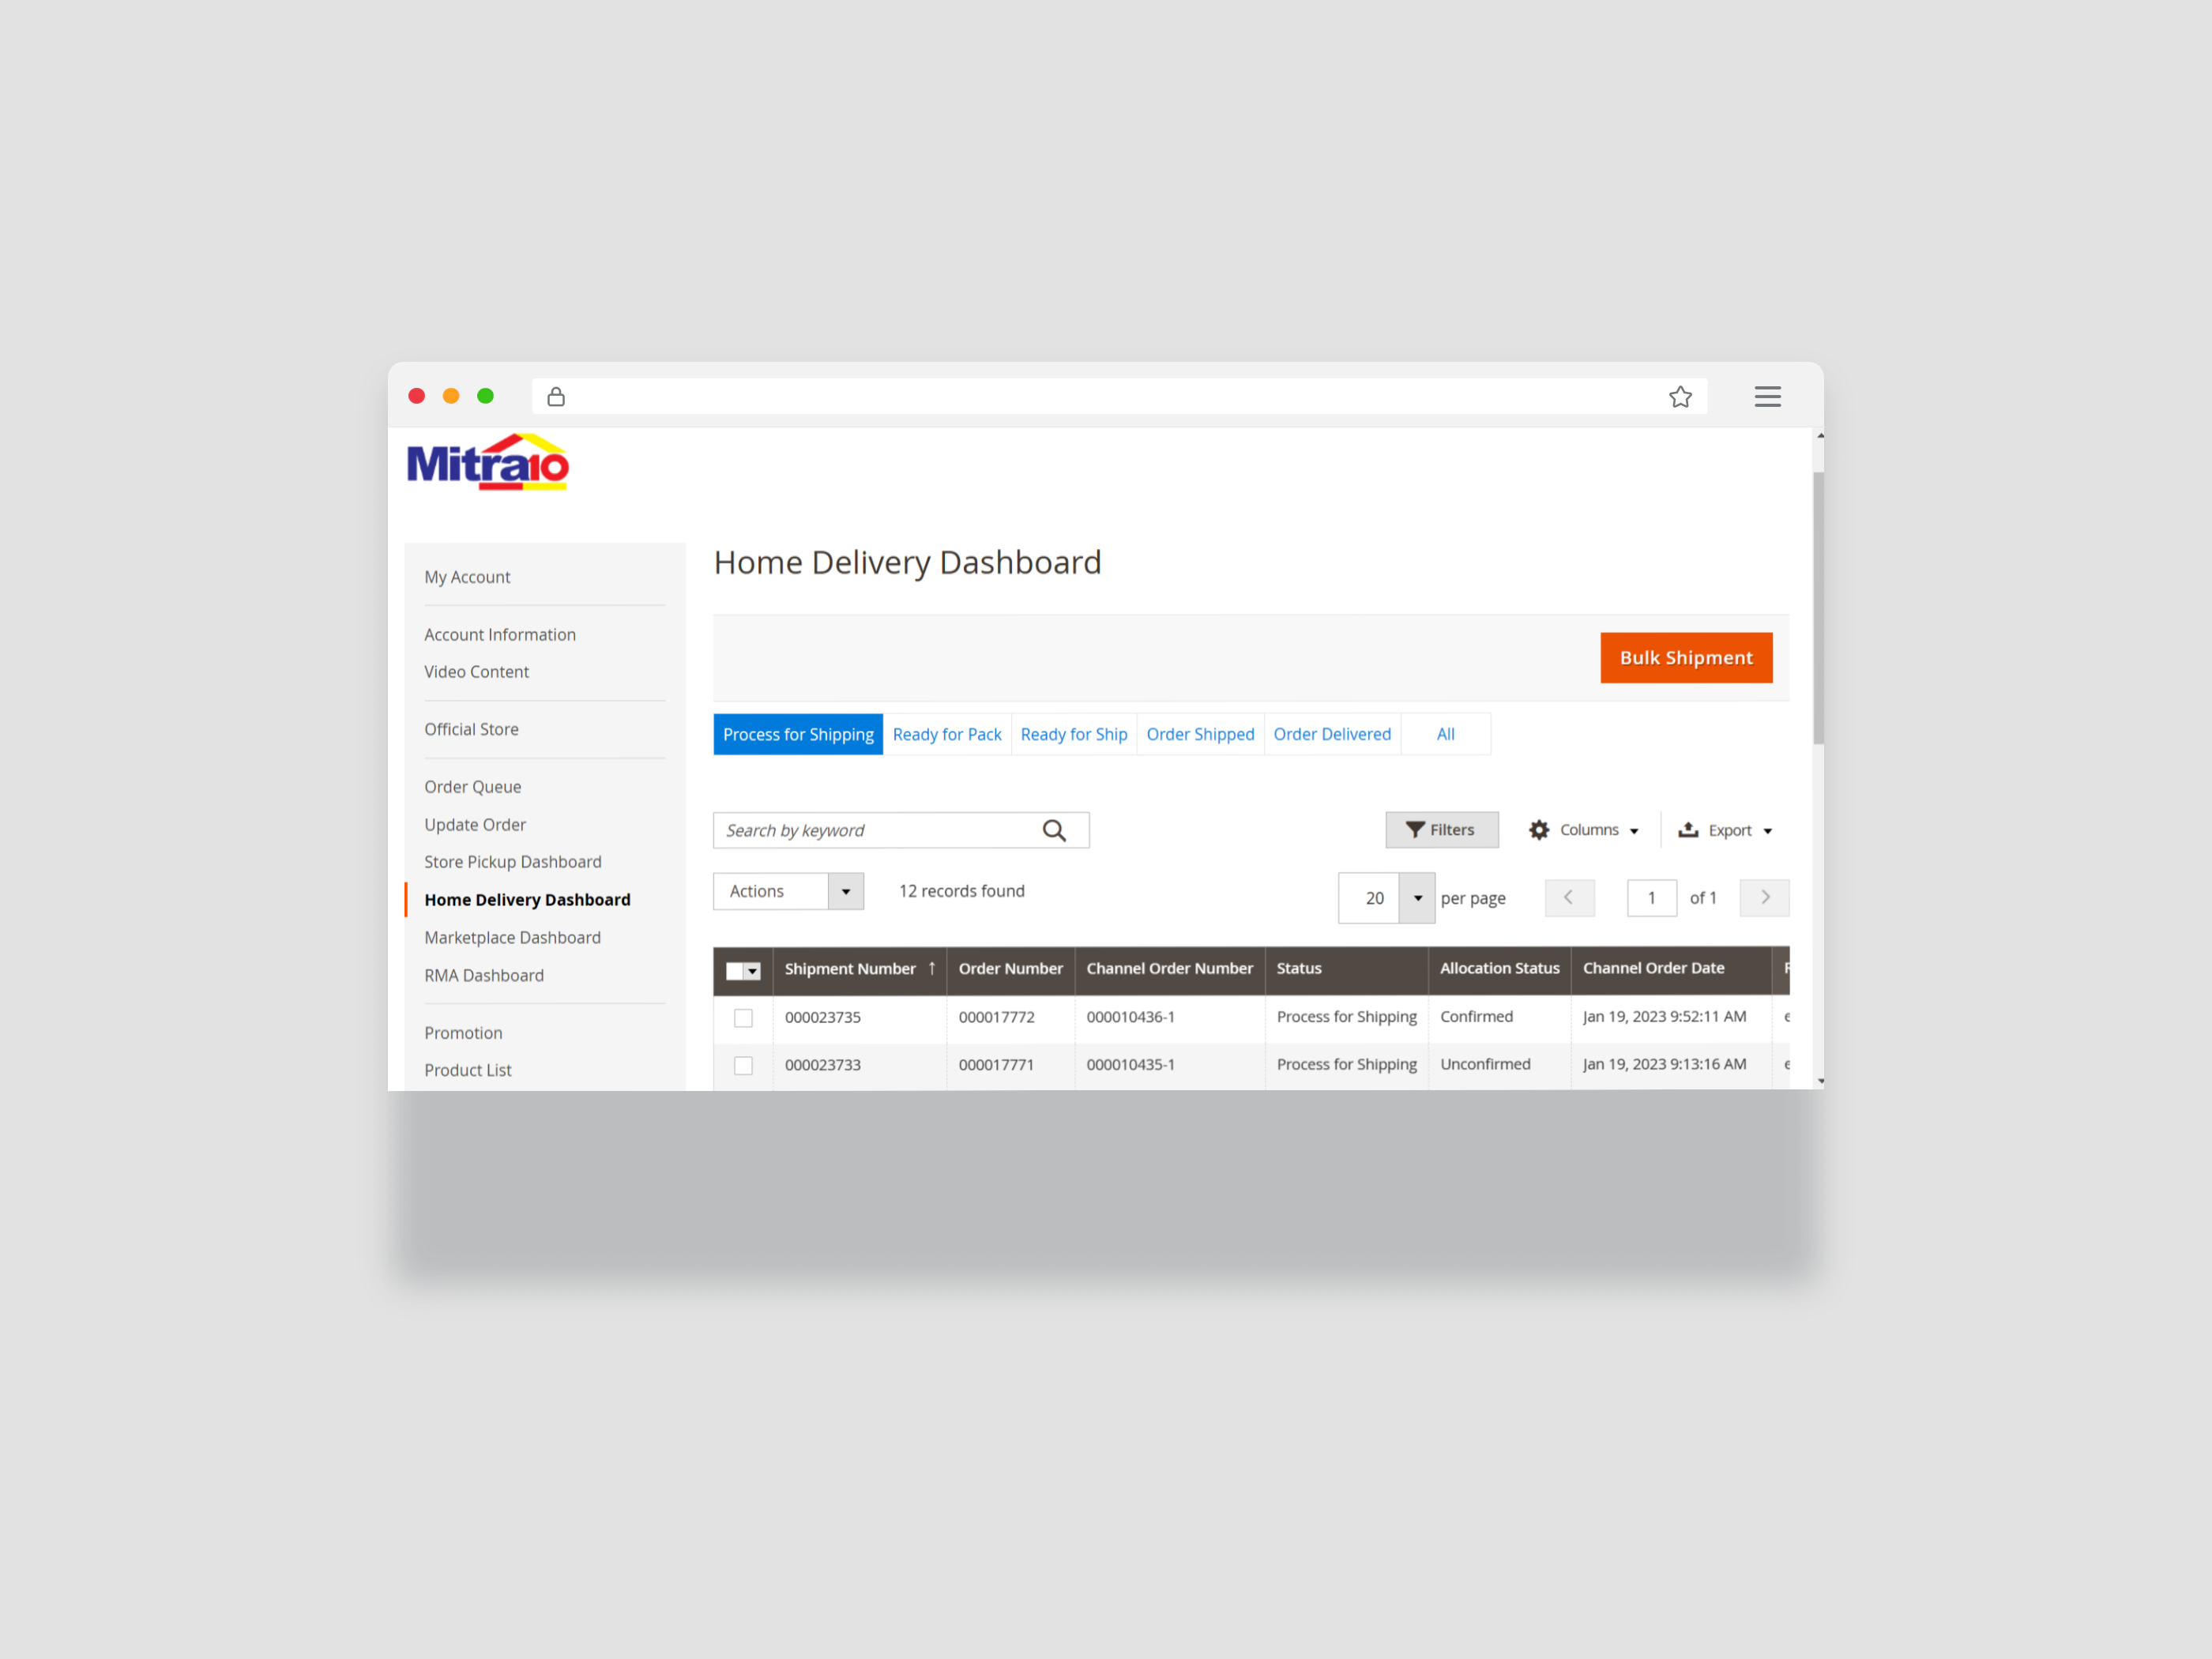 Mitra10
Home Delivery Dashboard
My Account
Account Information
Video Content
Official Store
Order Queue
Update Order
Store Pickup Dashboard
Home Delivery Dashboard
Marketplace Dashboard
RMA Dashboard
Promotion
Product List
Bulk Shipment
Process for Shipping Ready for Pack Ready for Ship Order Shipped Order Delivered All
Search by keyword Filters Columns Export
Actions 12 records found 20 per page 1 of 1
Shipment Number ↑ Order Number Channel Order Number Status Allocation Status Channel Order Date
000023735 000017772 000010436-1 Process for Shipping Confirmed Jan 19, 2023 9:52:11 AM
000023733 000017771 000010435-1 Process for Shipping Unconfirmed Jan 19, 2023 9:13:16 AM